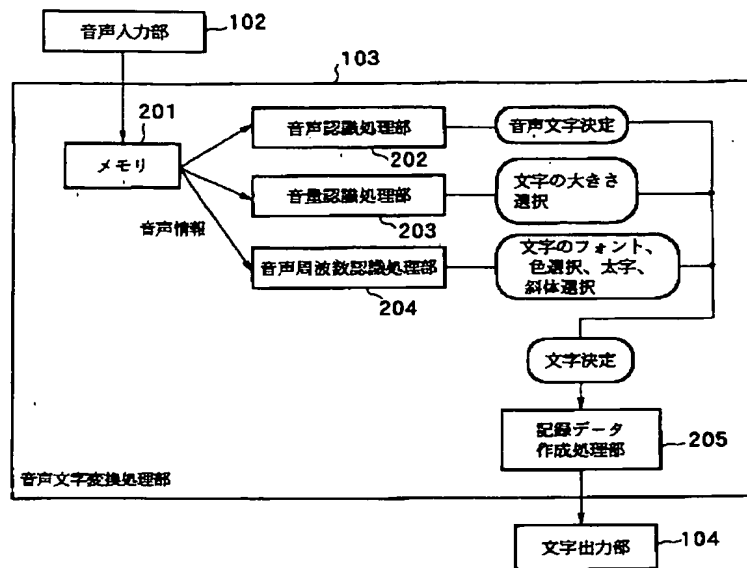 音声入力部
102
103
201
メモリ
音声情報
音声認識処理部
202
音声文字決定
音量認識処理部
203
文字の大きさ
選択
音声周波数認識処理部
204
文字のフォント、
色選択、太字、
斜体選択
文字決定
記録データ
作成処理部
205
音声文字変換処理部
文字出力部
104